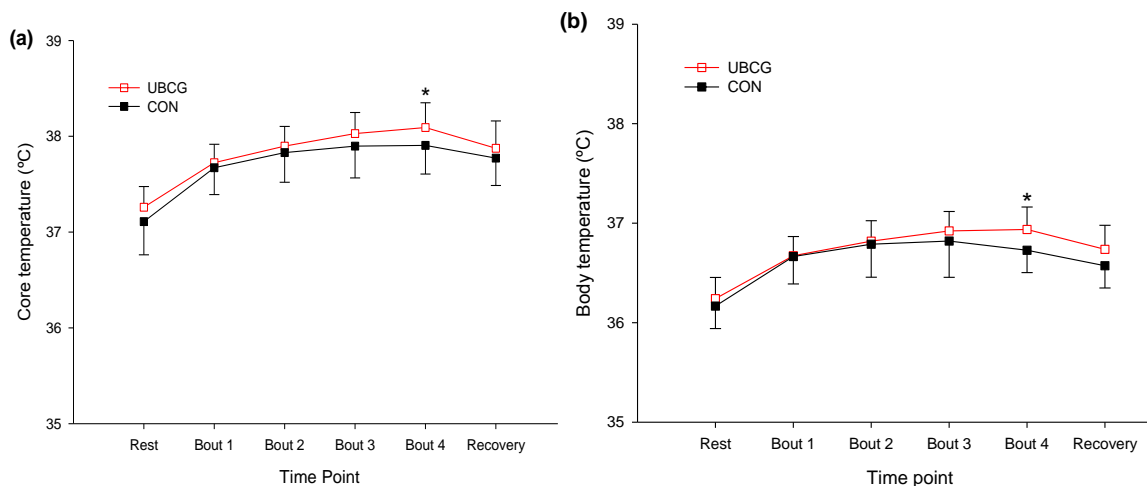 (a)
39
38
37
36
35
Core temperature (ºC)
UBCG
CON
*
Rest Bout 1 Bout 2 Bout 3 Bout 4 Recovery
Time Point
(b)
39
38
37
36
35
Body temperature (ºC)
UBCG
CON
*
Rest Bout 1 Bout 2 Bout 3 Bout 4 Recovery
Time point